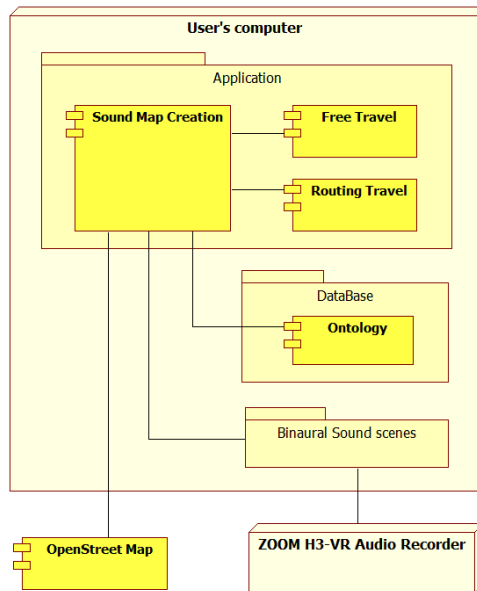 User's computer
Application
Sound Map Creation
Free Travel
Routing Travel
DataBase
Ontology
Binaural Sound scenes
OpenStreet Map
ZOOM H3-VR Audio Recorder